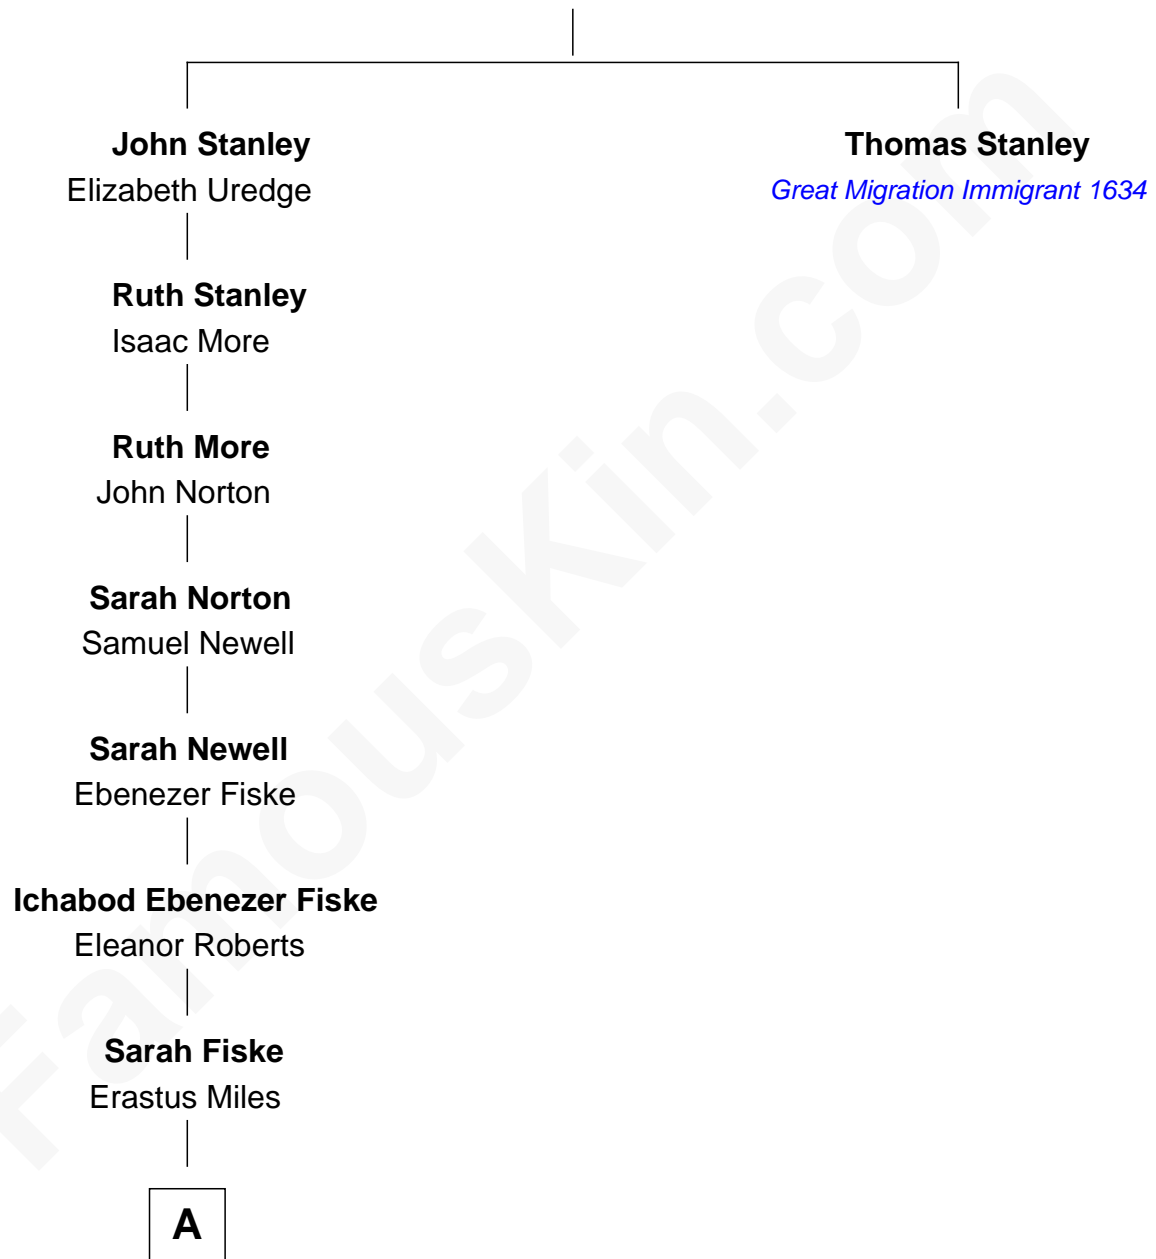 John Stanley
Elizabeth Uredge
Thomas Stanley
Great Migration Immigrant 1634
Ruth Stanley
Isaac More
Ruth More
John Norton
Sarah Norton
Samuel Newell
Sarah Newell
Ebenezer Fiske
Ichabod Ebenezer Fiske
Eleanor Roberts
Sarah Fiske
Erastus Miles
A
FamousKin.com